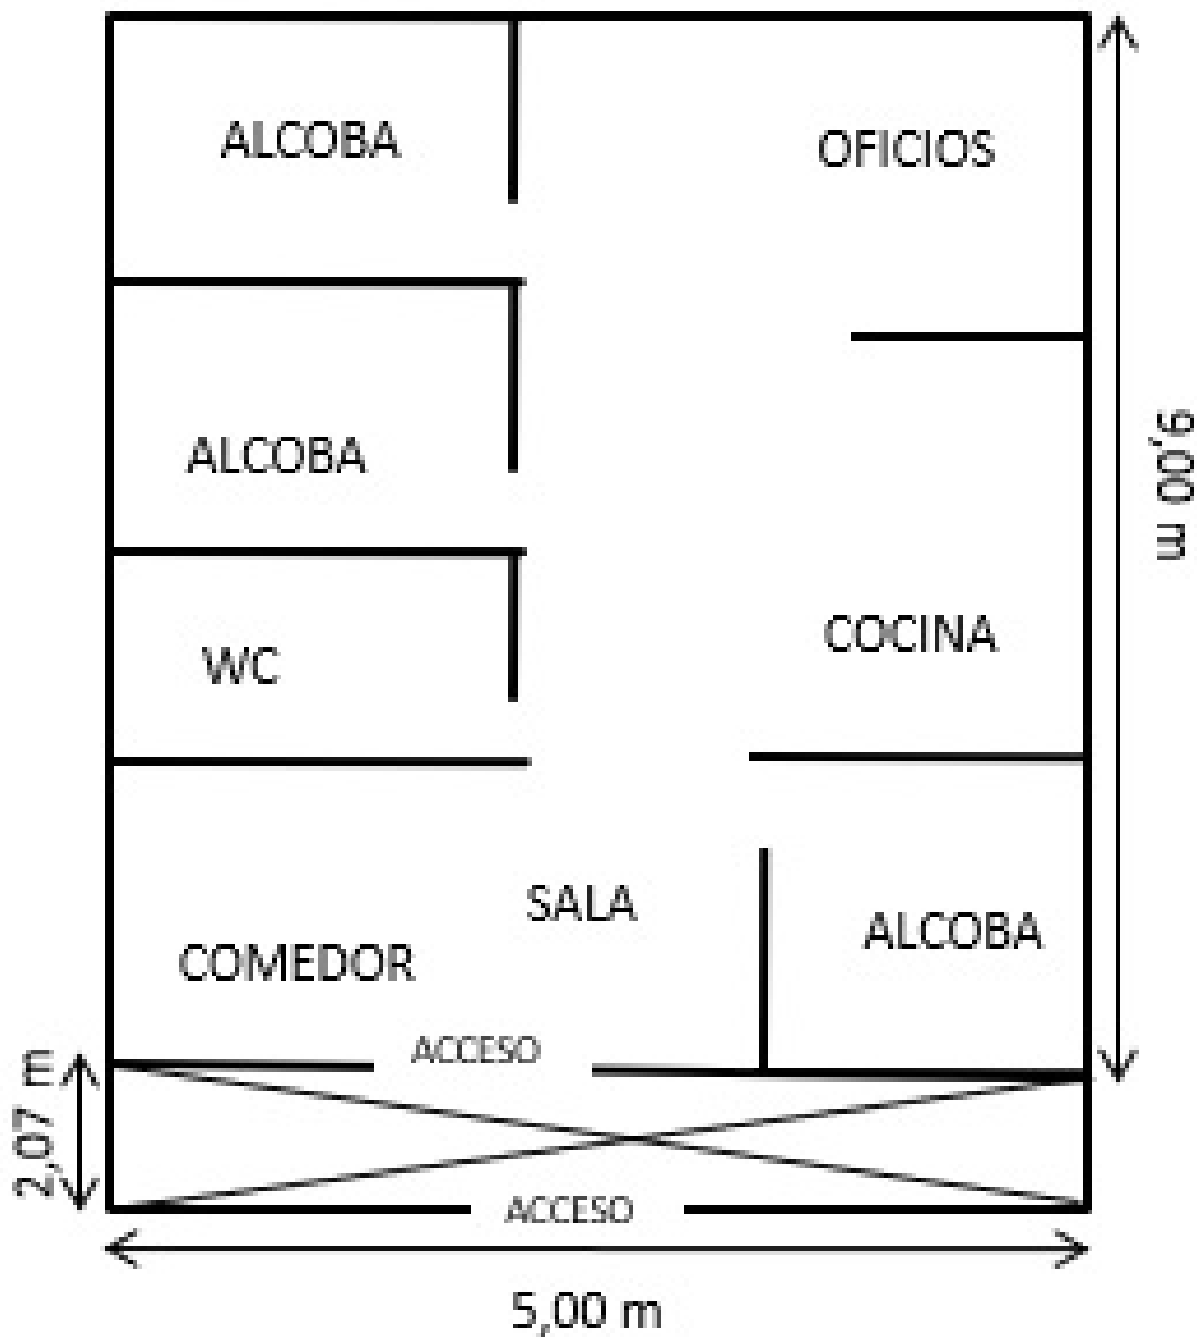 ALCOBA
OFICIOS
ALCOBA
9,00 m
WC
COCINA
SALA
ALCOBA
COMEDOR
ACCESO
2,07 m
ACCESO
5,00 m